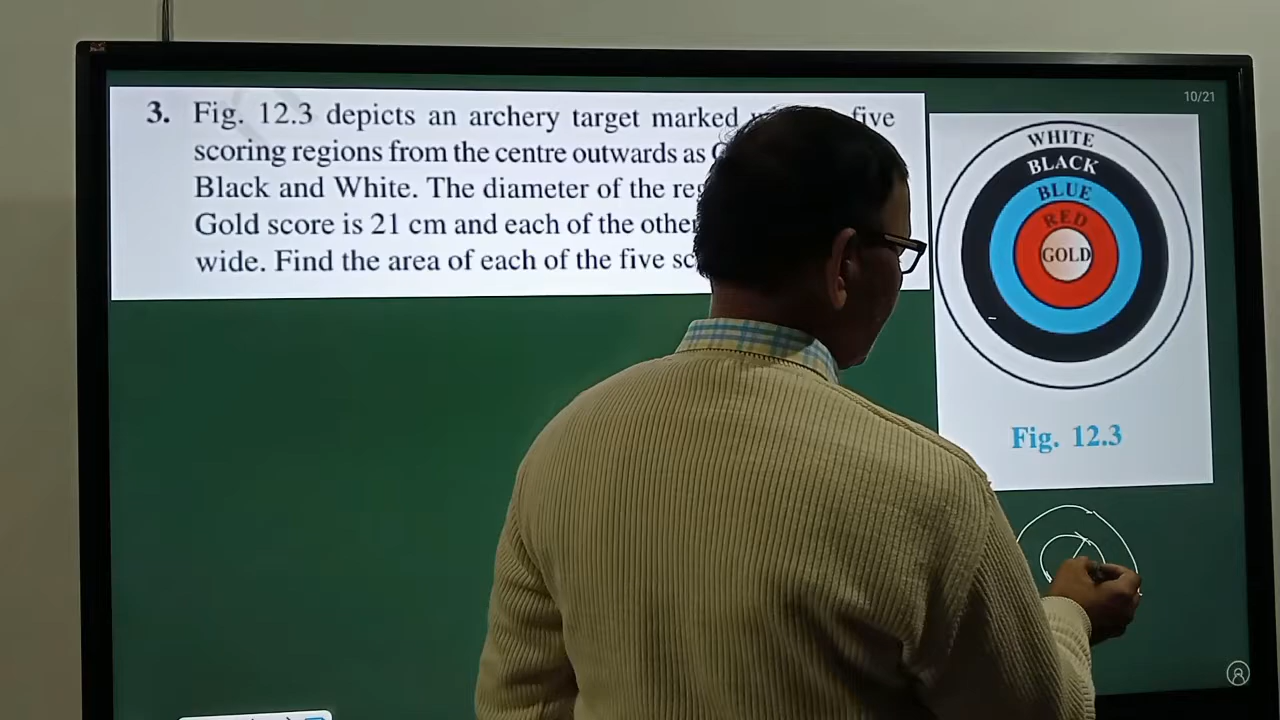 3. Fig. 12.3 depicts an archery target marked five
scoring regions from the centre outwards as
Black and White. The diameter of the
Gold score is 21 cm and each of the other
wide. Find the area of each of the five
10/21
WHITE
BLACK
BLUE
RED
GOLD
Fig. 12.3